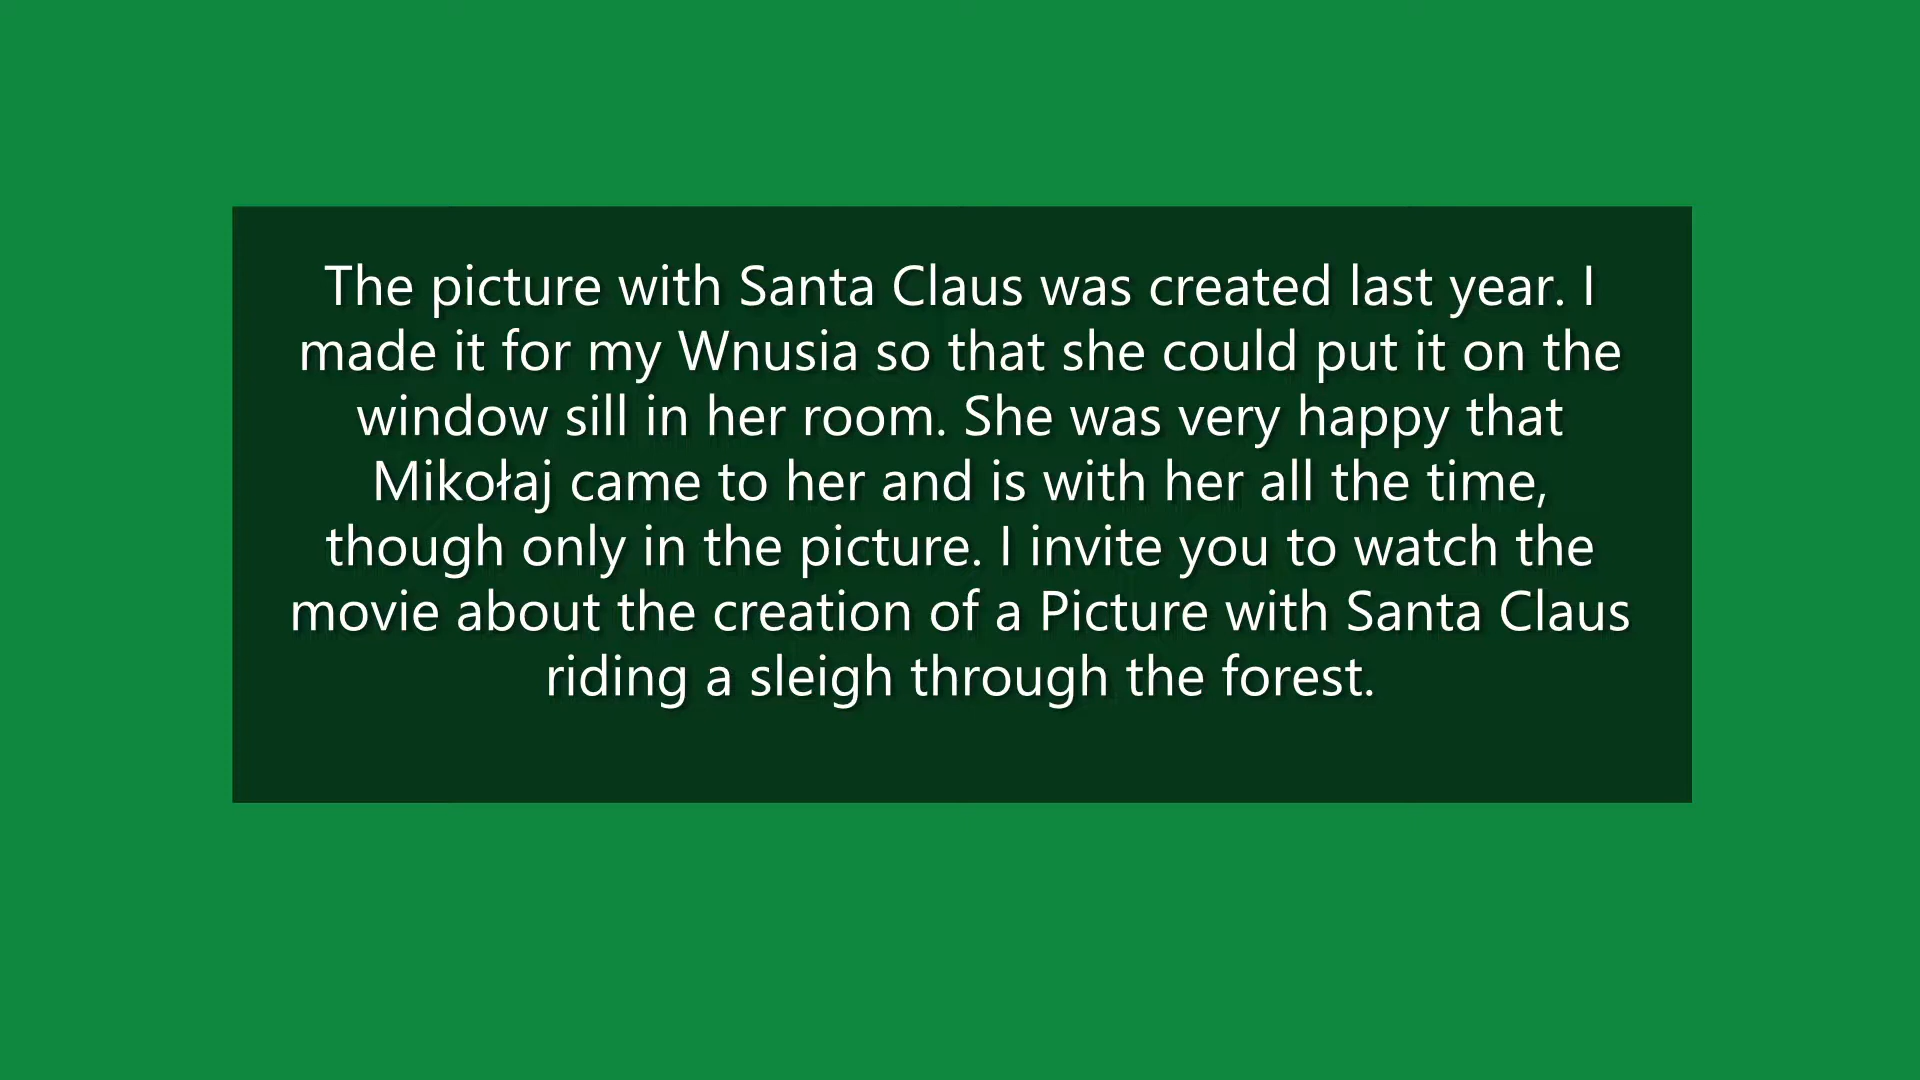 The picture with Santa Claus was created last year. I
made it for my Wnusia so that she could put it on the
window sill in her room. She was very happy that
Mikołaj came to her and is with her all the time,
though only in the picture. I invite you to watch the
movie about the creation of a Picture with Santa Claus
riding a sleigh through the forest.